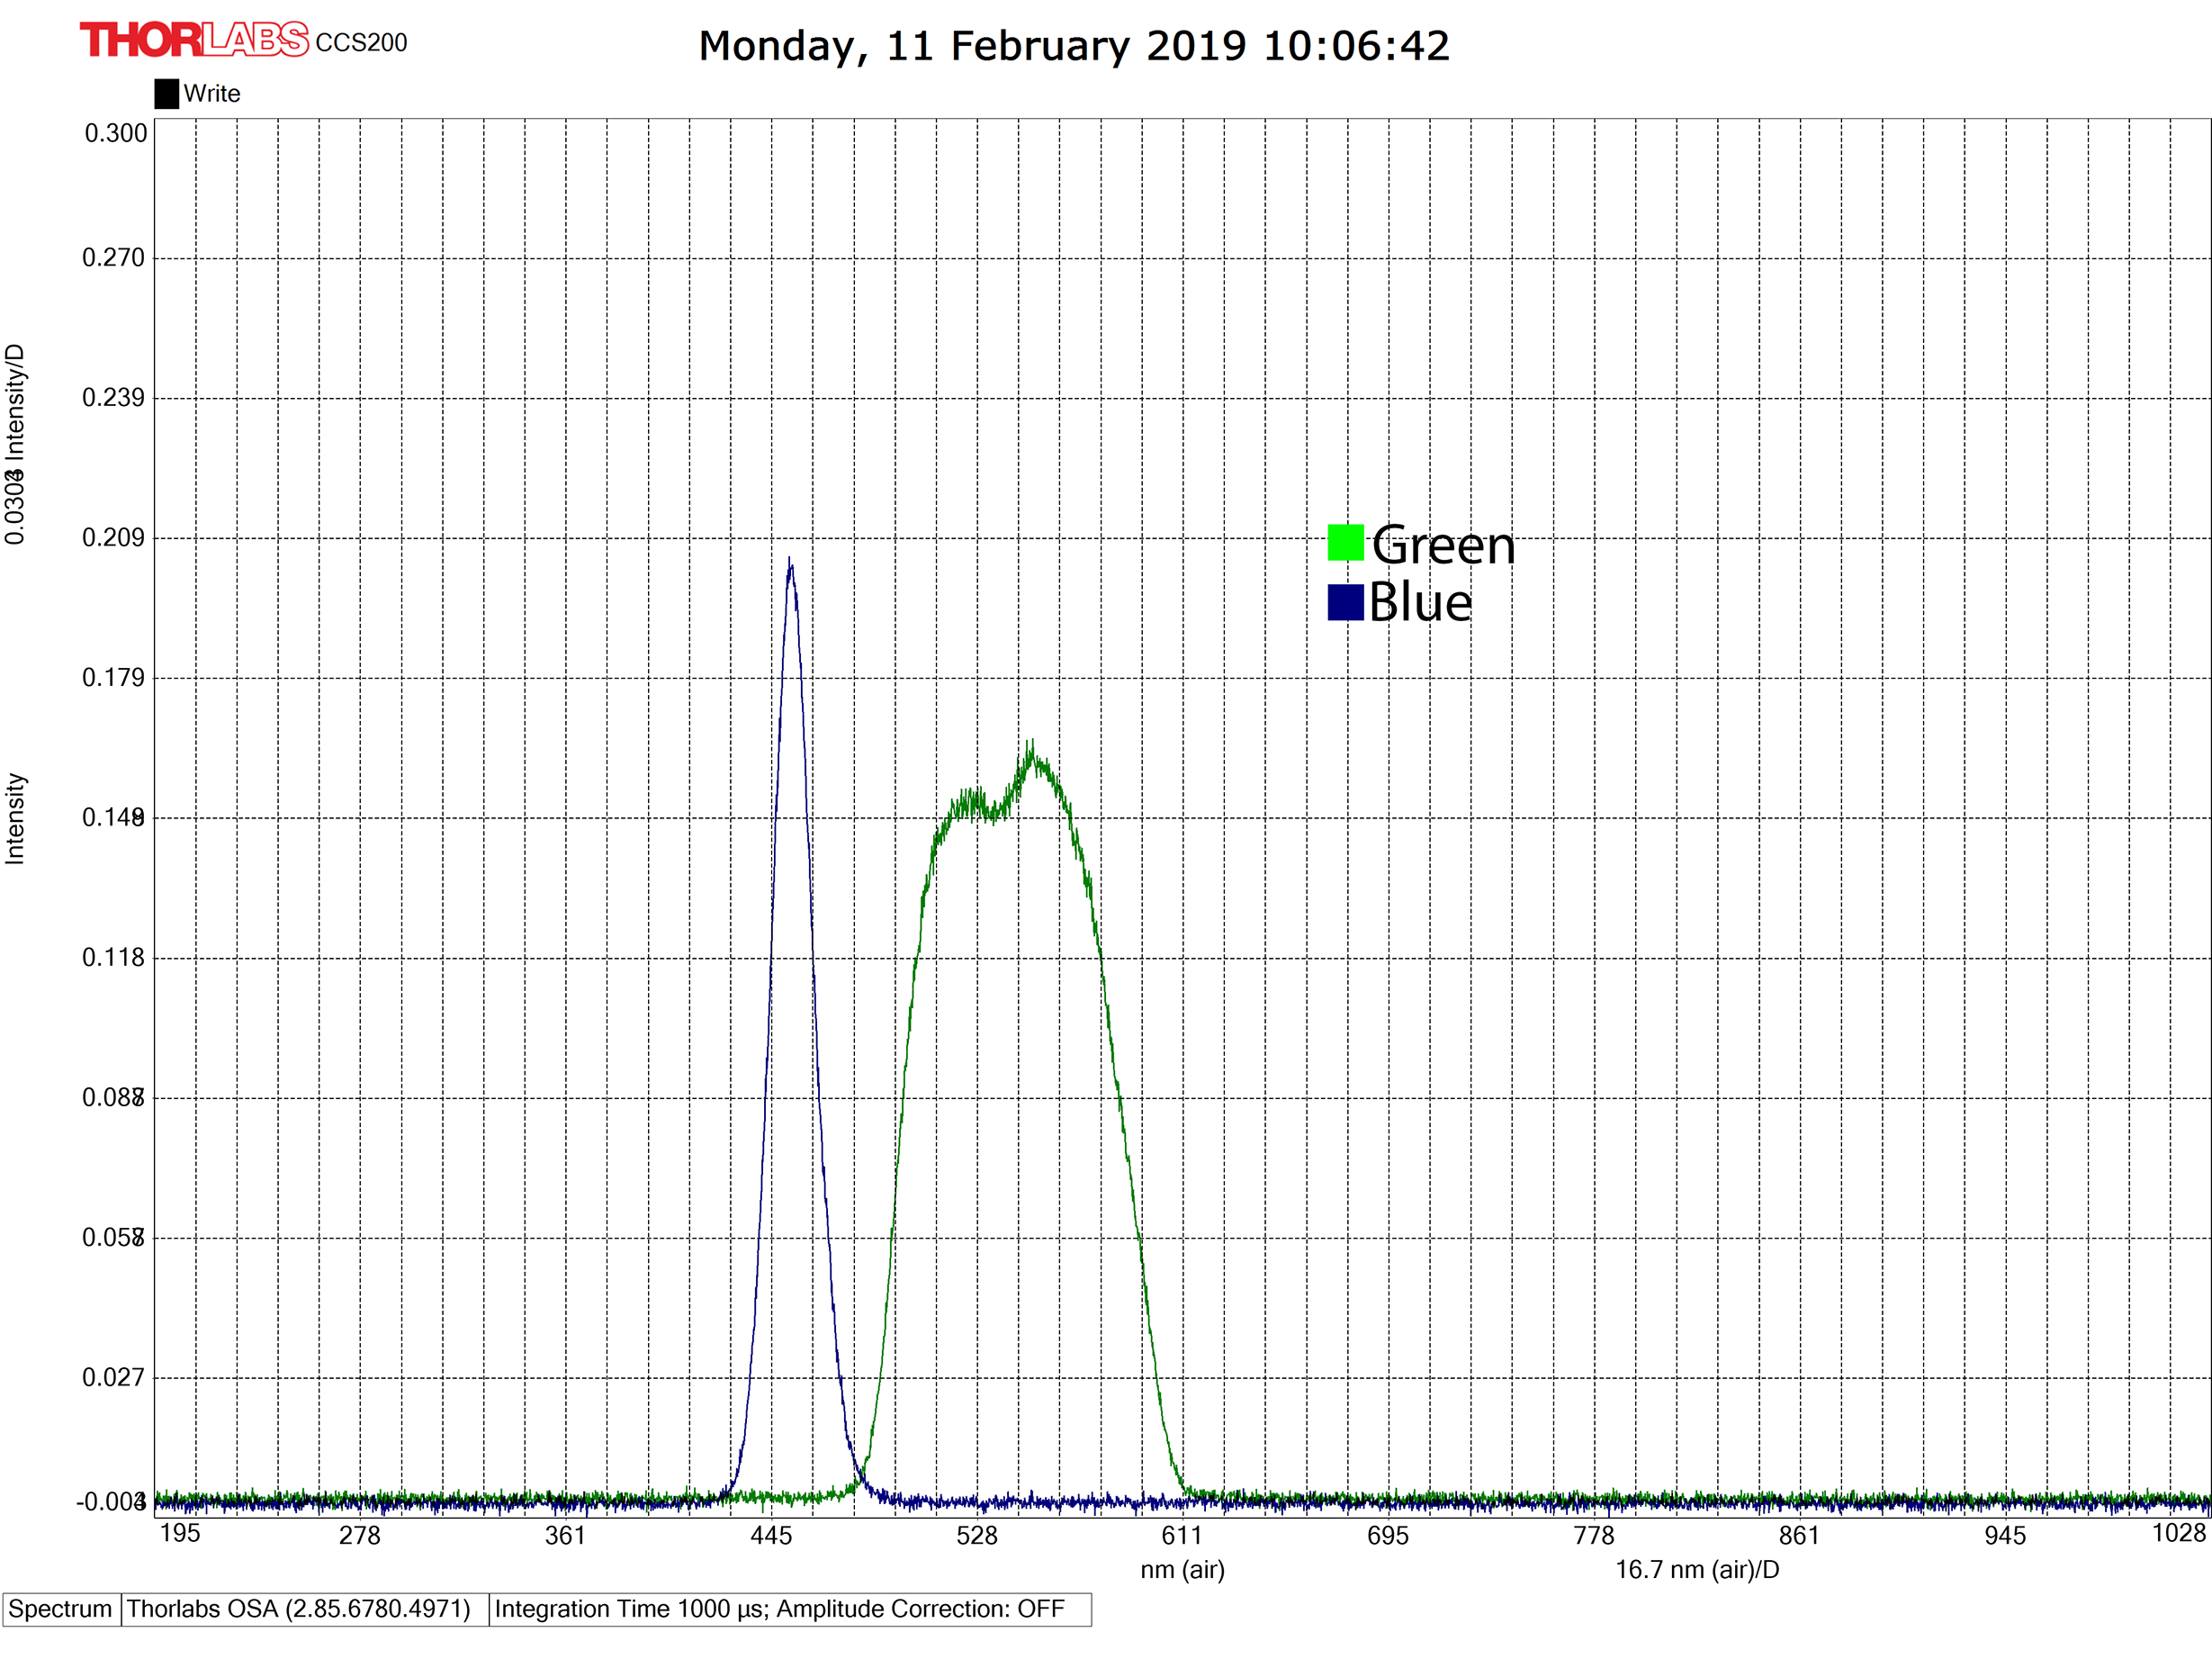 THORLABS CCS200
Monday, 11 February 2019 10:06:42
Write
0.300
0.270
0.239
0.209
0.179
0.118
0.027
Intensity/D
Intensity
Green
Blue
195 278 361 445 528 611 695 778 861 945 1028
nm (air) 16.7 nm (air)/D
Spectrum Thorlabs OSA (2.85.6780.4971) Integration Time 1000 µs; Amplitude Correction: OFF